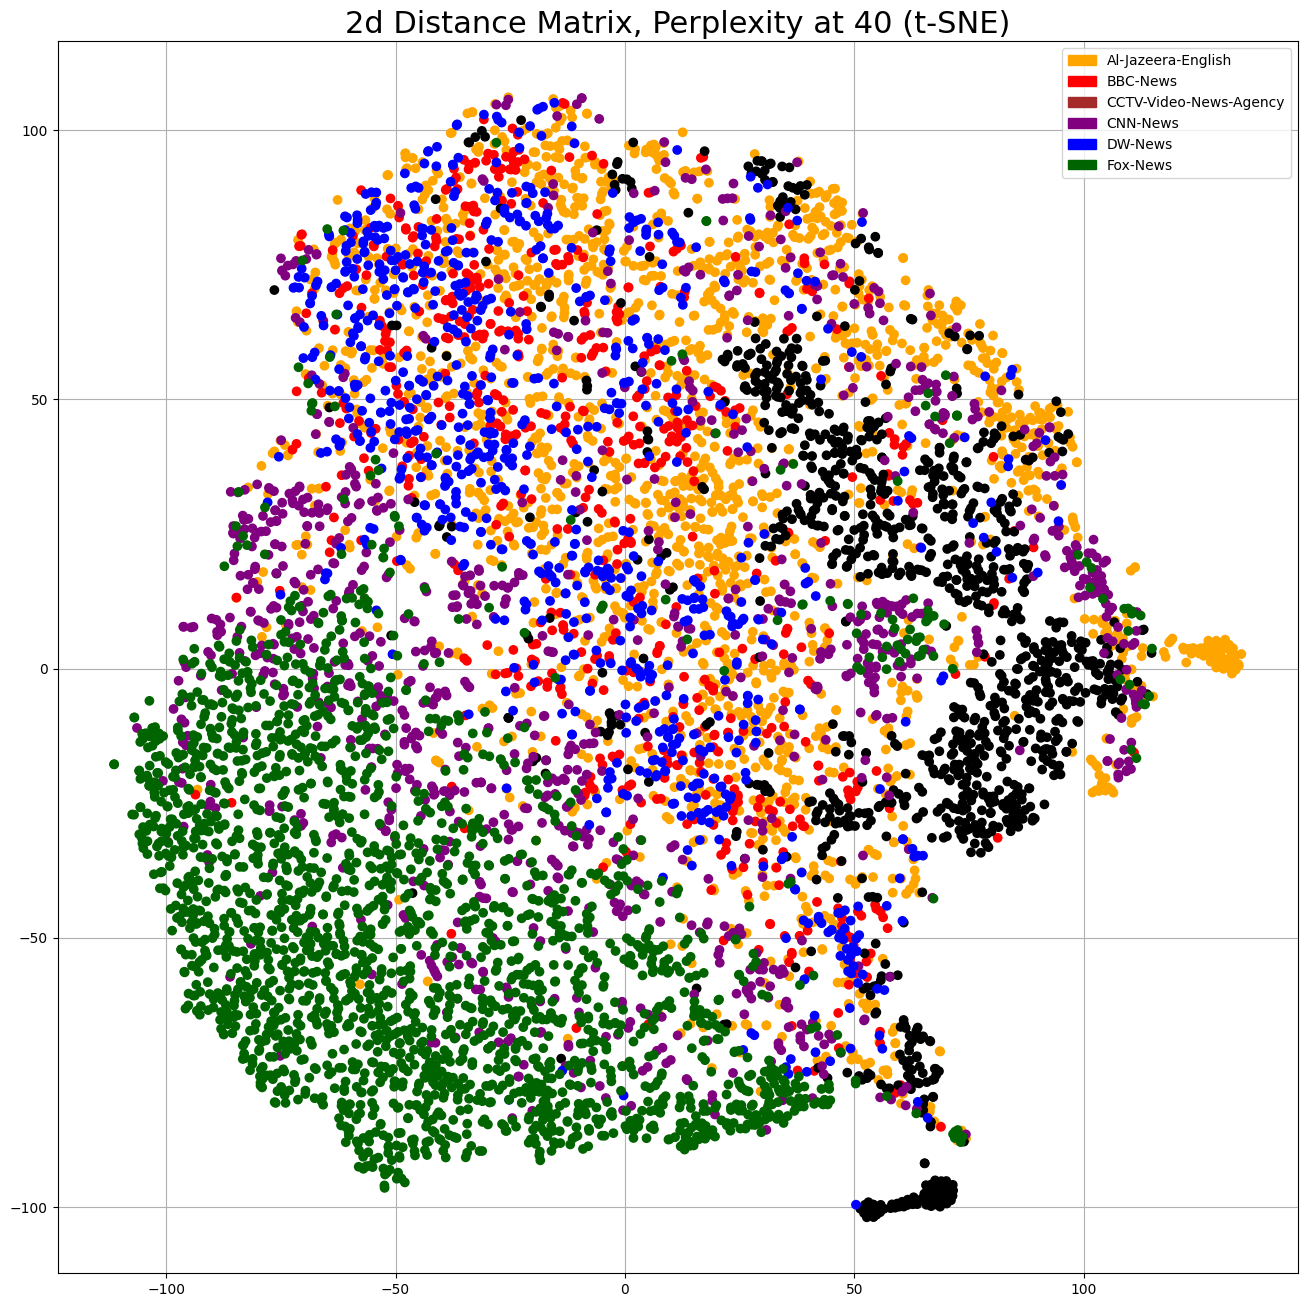 2d Distance Matrix, Perplexity at 40 (t-SNE)
Al-Jazeera-English
BBC-News
CCTV-Video-News-Agency
CNN-News
DW-News
Fox-News
100
50
0
−50
−100
−100
−50
0
50
100